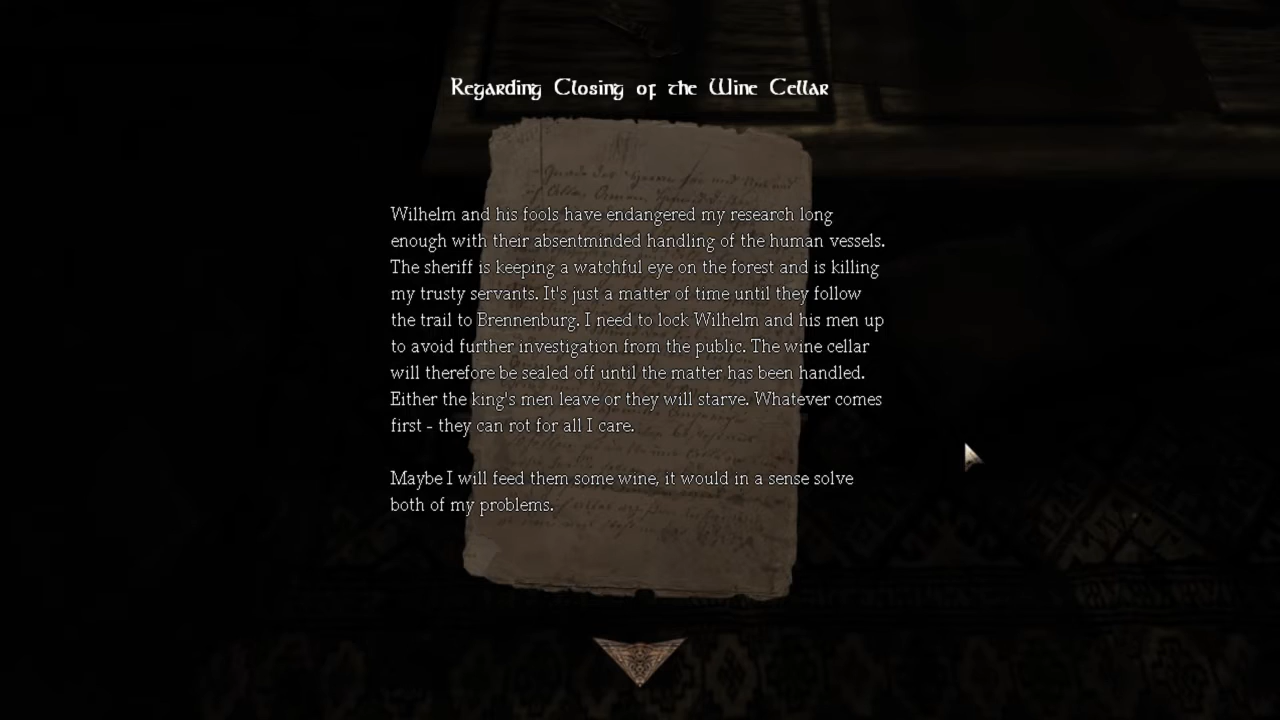 Regarding Closing of the Wine Cellar
Wilhelm and his fools have endangered my research long
enough with their absentminded handling of the human vessels.
The sheriff is keeping a watchful eye on the forest and is killing
my trusty servants. It's just a matter of time until they follow
the trail to Brennenburg. I need to lock Wilhelm and his men up
to avoid further investigation from the public. The wine cellar
will therefore be sealed off until the matter has been handled.
Either the king's men leave or they will starve. Whatever comes
first - they can rot for all I care.
Maybe I will feed them some wine, it would in a sense solve
both of my problems.